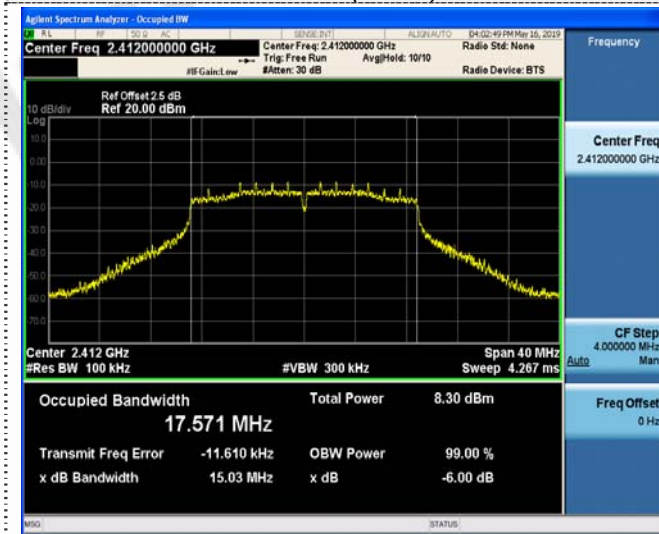 Agilent Spectrum Analyzer - Occupied BW
RL RF 50 Ω AC SENSE:INT ALIGNAUTO 04:02:49 PM May 16, 2019
Center Freq 2.412000000 GHz
Center Freq: 2.412000000 GHz
Radio Std: None
Trig: Free Run Avg|Hold: 10/10
#IFGain:Low
#Atten: 30 dB
Radio Device: BTS
Frequency
Ref Offset 2.5 dB
10 dB/div Ref 20.00 dBm
Log
10.0
0.00
-10.0
-20.0
-30.0
-40.0
-50.0
-60.0
-70.0
Center Freq
2.412000000 GHz
Center 2.412 GHz Span 40 MHz
#Res BW 100 kHz #VBW 300 kHz Sweep 4.267 ms
CF Step
4.000000 MHz
Auto Man
Occupied Bandwidth Total Power 8.30 dBm
17.571 MHz
Transmit Freq Error -11.610 kHz OBW Power 99.00 %
x dB Bandwidth 15.03 MHz x dB -6.00 dB
Freq Offset
0 Hz
MSG STATUS